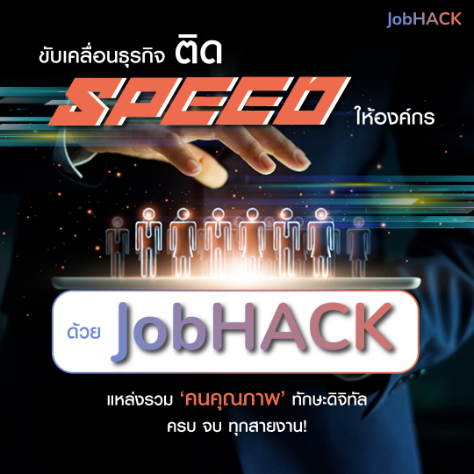 JobHACK
ขับเคลื่อนธุรกิจ ติด
SPEED
ให้องค์กร
ด้วย JobHACK
แหล่งรวม ‘คนคุณภาพ’ ทักษะดิจิทัล
ครบ จบ ทุกสายงาน!